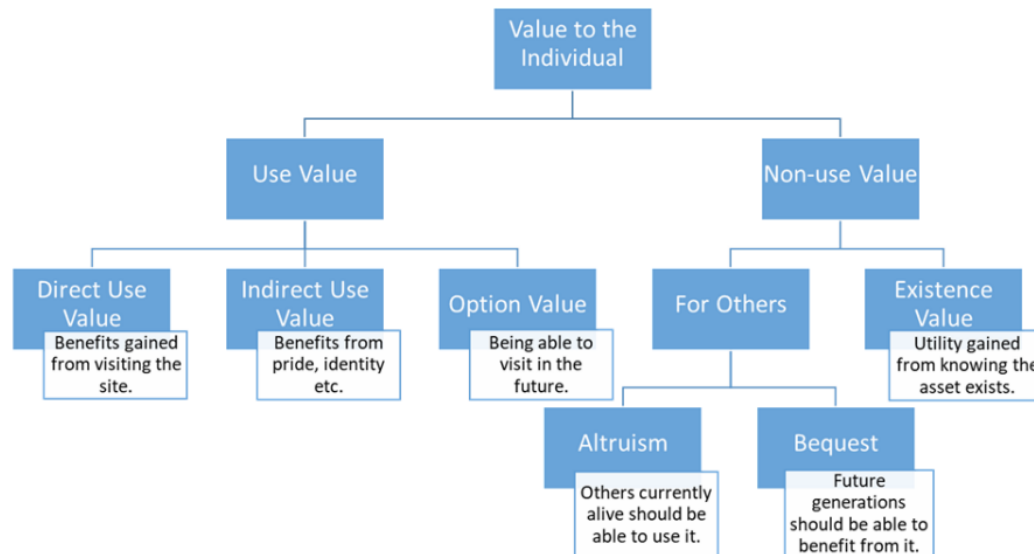 Value to the
Individual
Use Value
Non-use Value
Direct Use
Value
Benefits gained
from visiting the
site.
Indirect Use
Value
Benefits from
pride, identity
etc.
Option Value
Being able to
visit in the
future.
For Others
Existence
Value
Utility gained
from knowing the
asset exists.
Altruism
Others currently
alive should be
able to use it.
Bequest
Future
generations
should be able to
benefit from it.